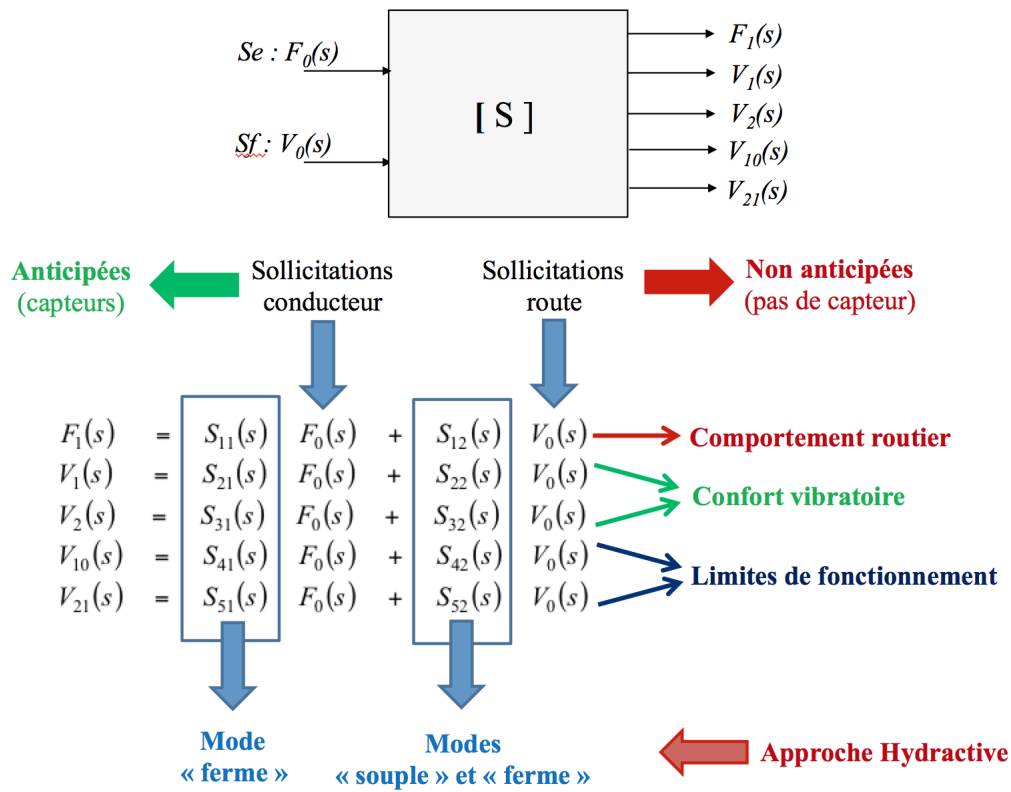 Se : F₀(s)
Sf : V₀(s)
[ S ]
F₁(s)
V₁(s)
V₂(s)
V₁₀(s)
V₂₁(s)
Anticipées
(capteurs)
Sollicitations
conducteur
Sollicitations
route
Non anticipées
(pas de capteur)
F₁(s) = S₁₁(s) F₀(s) + S₁₂(s) V₀(s)
V₁(s) = S₂₁(s) F₀(s) + S₂₂(s) V₀(s)
V₂(s) = S₃₁(s) F₀(s) + S₃₂(s) V₀(s)
V₁₀(s) = S₄₁(s) F₀(s) + S₄₂(s) V₀(s)
V₂₁(s) = S₅₁(s) F₀(s) + S₅₂(s) V₀(s)
Comportement routier
Confort vibratoire
Limites de fonctionnement
Mode
« ferme »
Modes
« souple » et « ferme »
Approche Hydractive